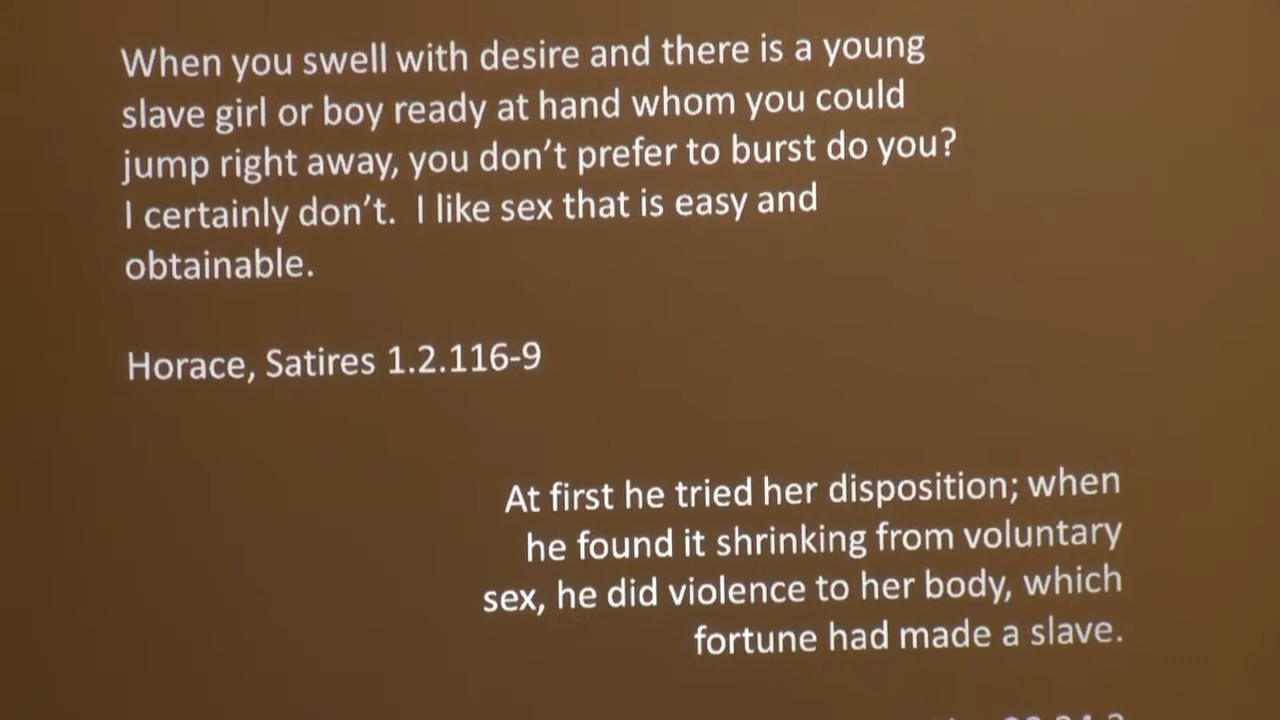 When you swell with desire and there is a young
slave girl or boy ready at hand whom you could
jump right away, you don't prefer to burst do you?
I certainly don't. I like sex that is easy and
obtainable.
Horace, Satires 1.2.116-9
At first he tried her disposition; when
he found it shrinking from voluntary
sex, he did violence to her body, which
fortune had made a slave.